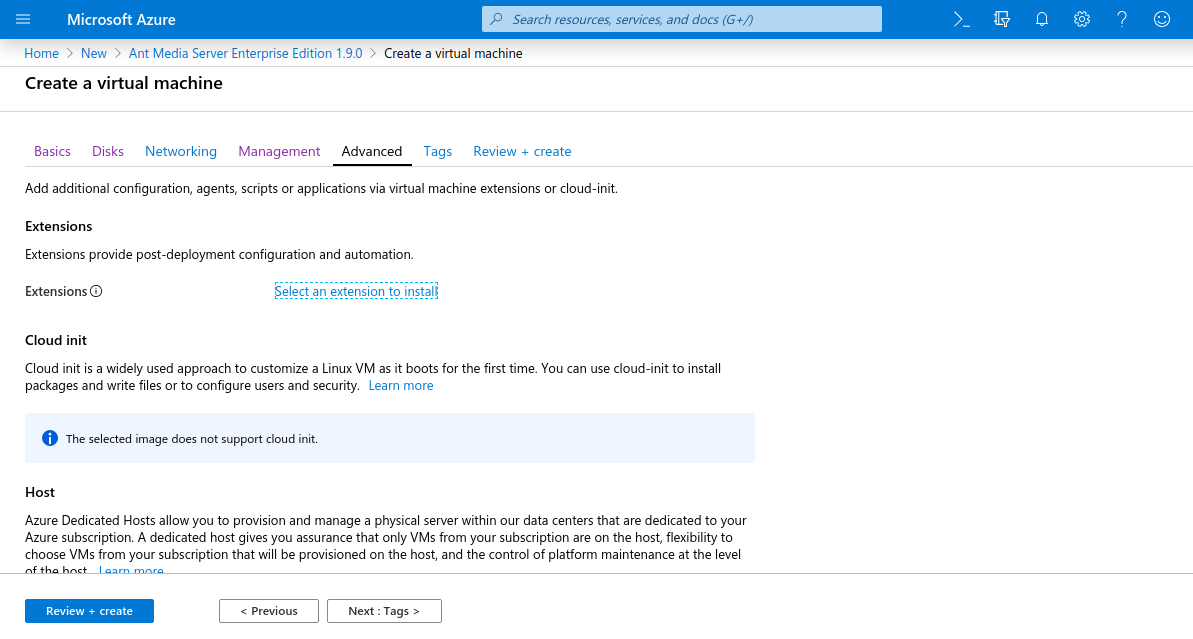 Microsoft Azure
Search resources, services, and docs (G+/)
Home > New > Ant Media Server Enterprise Edition 1.9.0 > Create a virtual machine
Create a virtual machine
Basics Disks Networking Management Advanced Tags Review + create
Add additional configuration, agents, scripts or applications via virtual machine extensions or cloud-init.
Extensions
Extensions provide post-deployment configuration and automation.
Extensions Select an extension to install
Cloud init
Cloud init is a widely used approach to customize a Linux VM as it boots for the first time. You can use cloud-init to install
packages and write files or to configure users and security. Learn more
The selected image does not support cloud init.
Host
Azure Dedicated Hosts allow you to provision and manage a physical server within our data centers that are dedicated to your
Azure subscription. A dedicated host gives you assurance that only VMs from your subscription are on the host, flexibility to
choose VMs from your subscription that will be provisioned on the host, and the control of platform maintenance at the level
of the host. Learn more
Review + create < Previous Next : Tags >